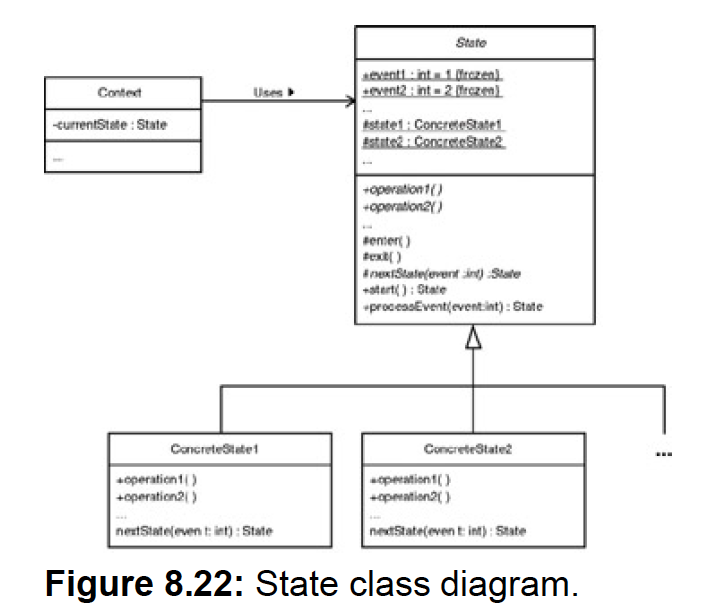 State
+event1 : int = 1 {frozen}
+event2 : int = 2 {frozen}
...
#state1 : ConcreteState1
#state2 : ConcreteState2
...
+operation1( )
+operation2( )
...
#enter( )
#exit( )
#nextState(event :int) :State
+start( ) : State
+processEvent(event:int) : State
Context
-currentState : State
...
Uses
ConcreteState1
+operation1( )
+operation2( )
...
nextState(even t: int) : State
ConcreteState2
+operation1( )
+operation2( )
...
nextState(even t: int) : State
...
Figure 8.22: State class diagram.